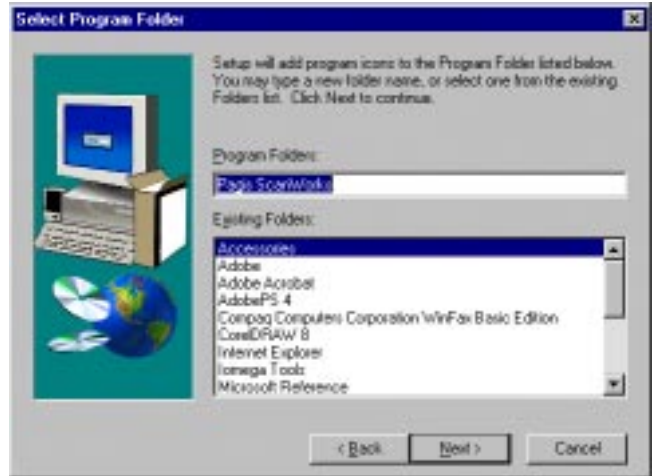 Select Program Folder
Setup will add program icons to the Program Folder listed below.
You may type a new folder name, or select one from the existing
Folders list. Click Next to continue.
Program Folders:
Pagis ScanWorks
Existing Folders:
Accessories
Adobe
Adobe Acrobat
AdobePS 4
Compaq Computers Corporation WinFax Basic Edition
CorelDRAW 8
Internet Explorer
Iomega Tools
Microsoft Reference
< Back
Next >
Cancel